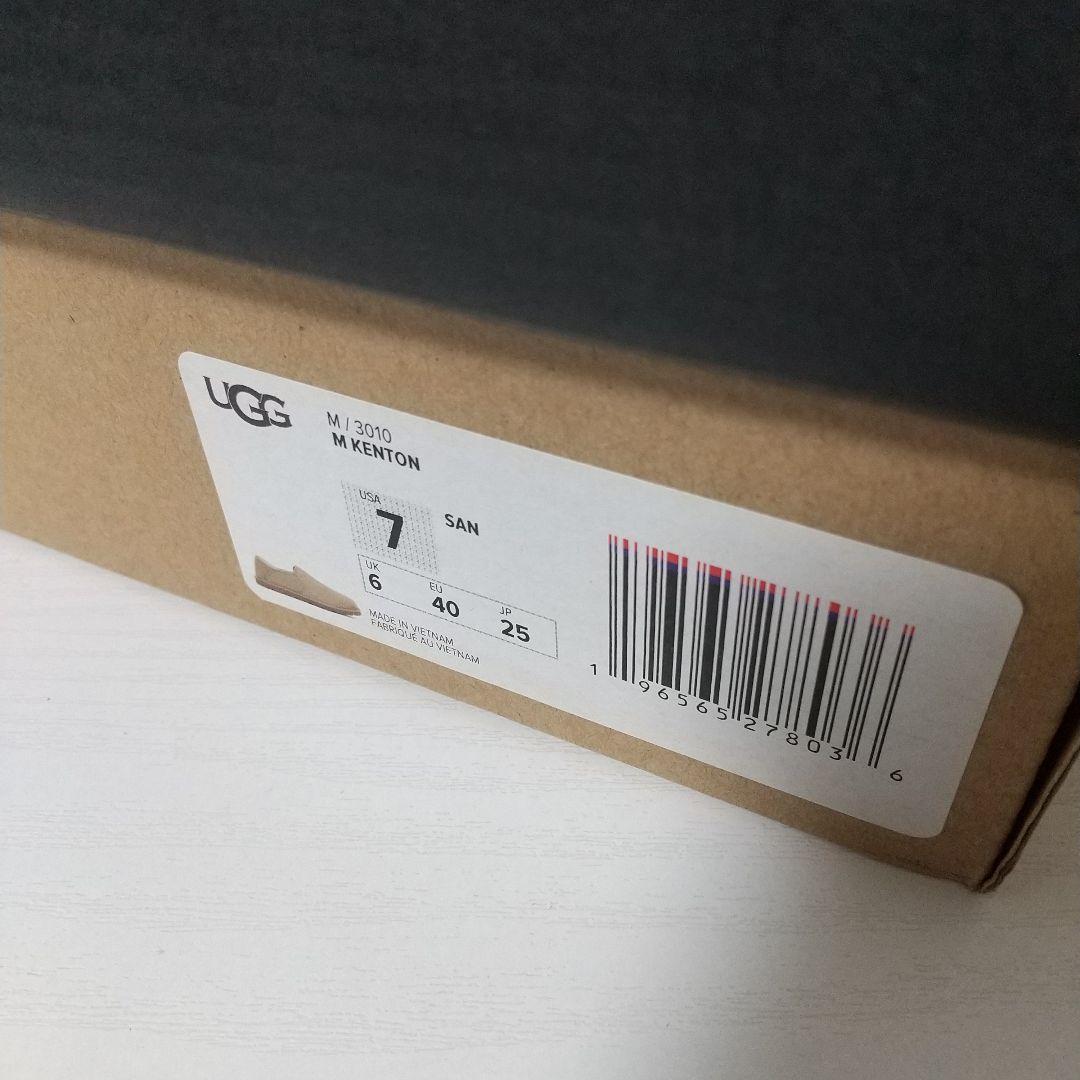 UGG
M / 3010
M KENTON
USA
7
SAN
UK
6
EU
40
JP
25
MADE IN VIETNAM
FABRIQUÉ AU VIETNAM
1 96565 27803 6